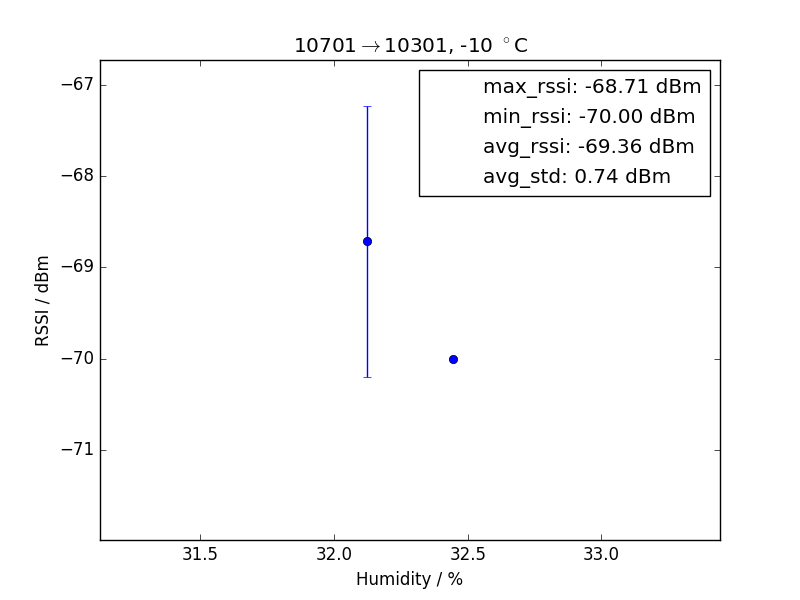 10701→10301, -10 °C
max_rssi: -68.71 dBm
min_rssi: -70.00 dBm
avg_rssi: -69.36 dBm
avg_std: 0.74 dBm
−67
−68
−69
−70
−71
RSSI / dBm
31.5 32.0 32.5 33.0
Humidity / %